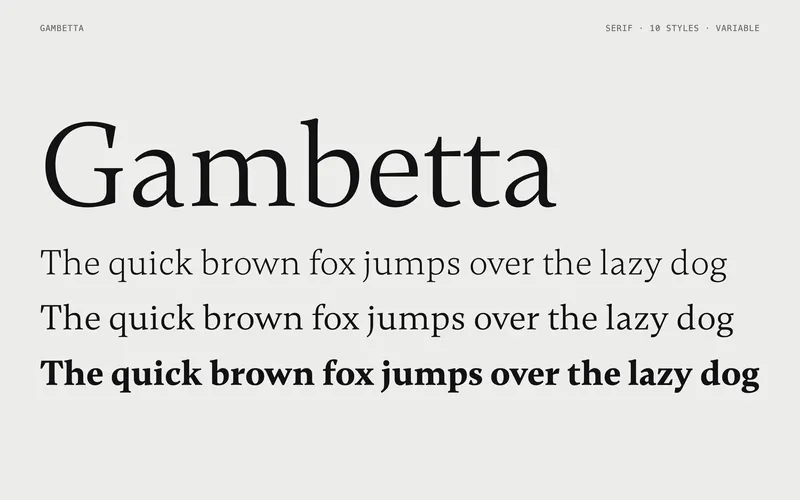 GAMBETTA
SERIF · 10 STYLES · VARIABLE
Gambetta
The quick brown fox jumps over the lazy dog
The quick brown fox jumps over the lazy dog
The quick brown fox jumps over the lazy dog